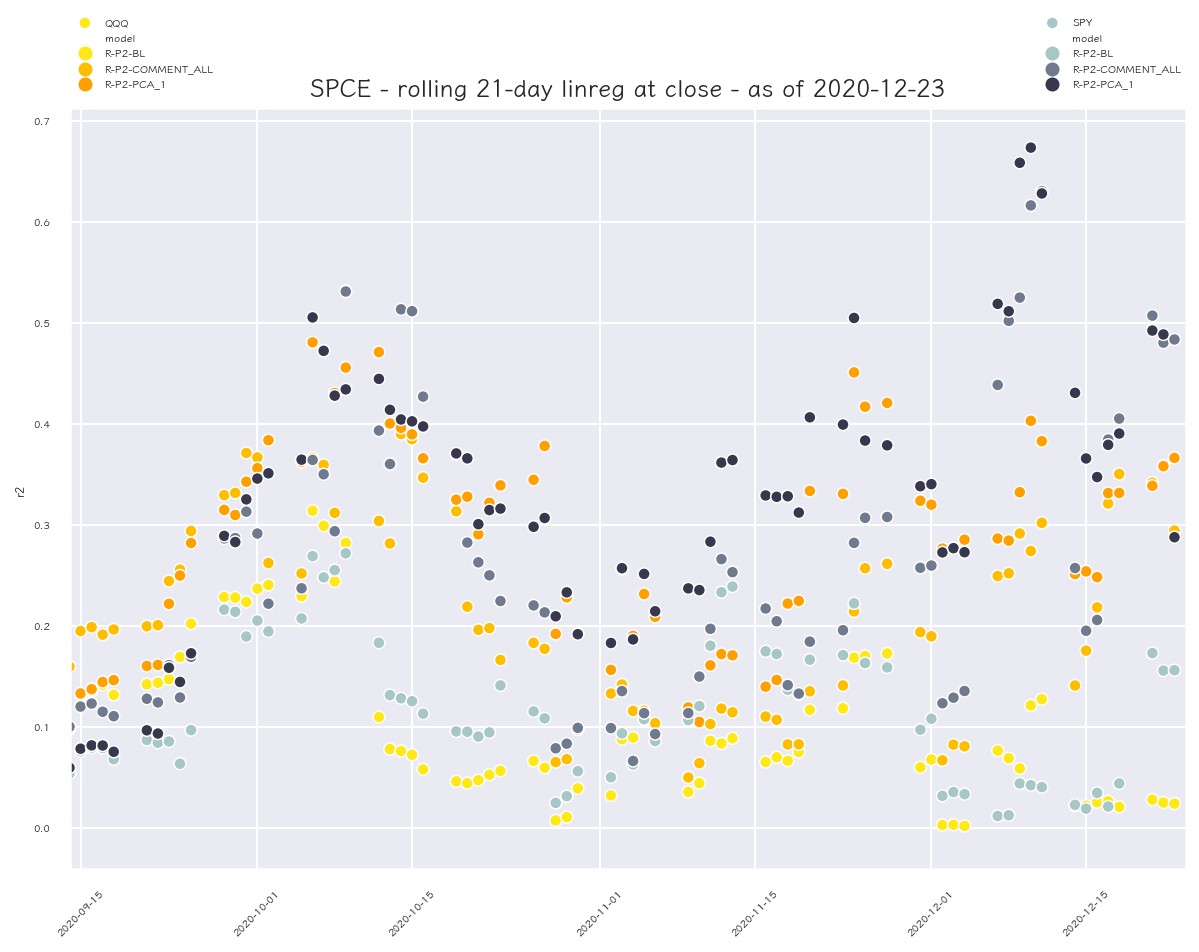 QQQ
model
R-P2-BL
R-P2-COMMENT_ALL
R-P2-PCA_1
SPY
model
R-P2-BL
R-P2-COMMENT_ALL
R-P2-PCA_1
SPCE - rolling 21-day linreg at close - as of 2020-12-23
0.7
0.6
0.5
0.4
0.3
0.2
0.1
0.0
r2
2020-09-15
2020-10-01
2020-10-15
2020-11-01
2020-11-15
2020-12-01
2020-12-15